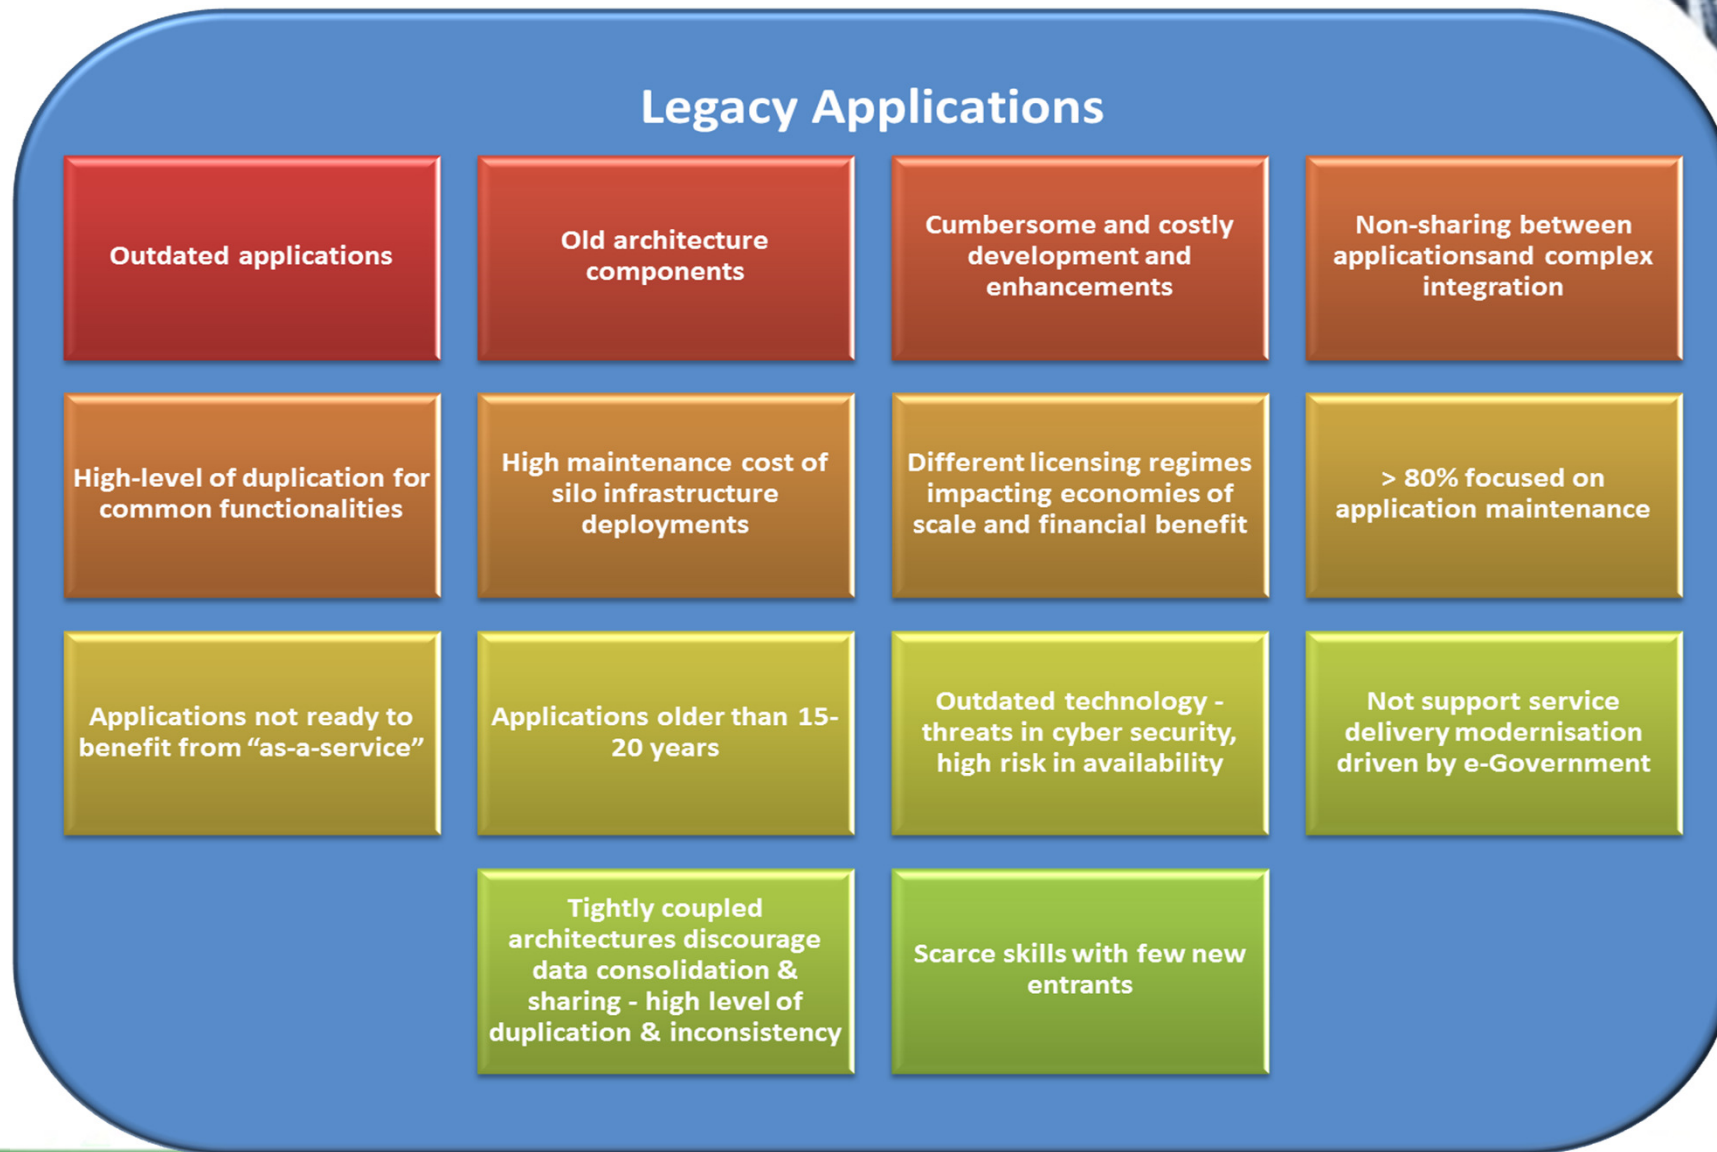 Legacy Applications
Outdated applications
Old architecture
components
Cumbersome and costly
development and
enhancements
Non-sharing between
applicationsand complex
integration
High-level of duplication for
common functionalities
High maintenance cost of
silo infrastructure
deployments
Different licensing regimes
impacting economies of
scale and financial benefit
> 80% focused on
application maintenance
Applications not ready to
benefit from “as-a-service”
Applications older than 15-
20 years
Outdated technology -
threats in cyber security,
high risk in availability
Not support service
delivery modernisation
driven by e-Government
Tightly coupled
architectures discourage
data consolidation &
sharing - high level of
duplication & inconsistency
Scarce skills with few new
entrants